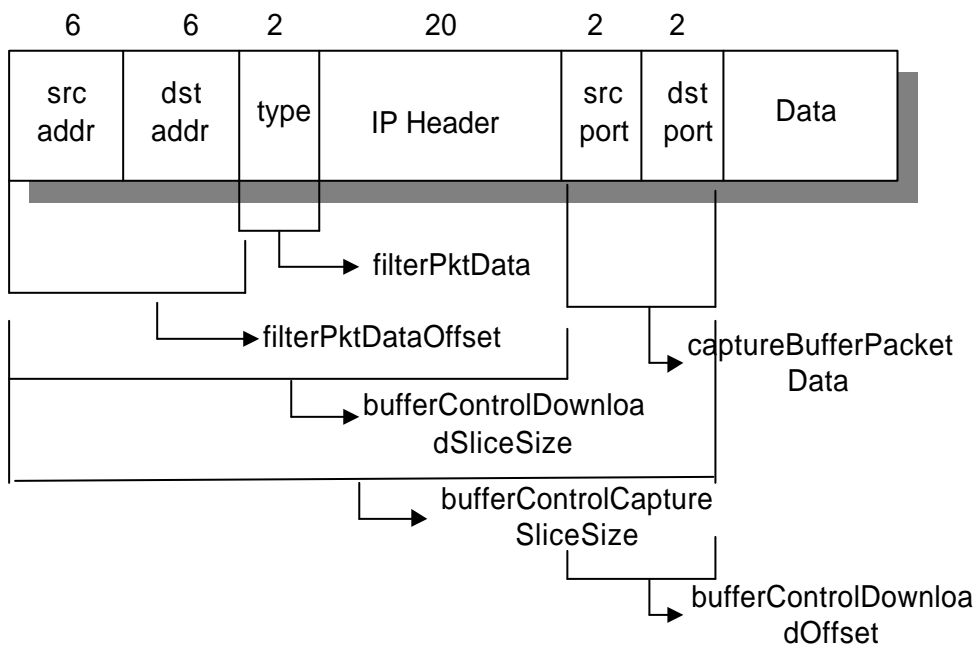 6 6 2 20 2 2
src addr
dst addr
type
IP Header
src port
dst port
Data
filterPktData
filterPktDataOffset
captureBufferPacket
Data
bufferControlDownloa
dSliceSize
bufferControlCapture
SliceSize
bufferControlDownloa
dOffset